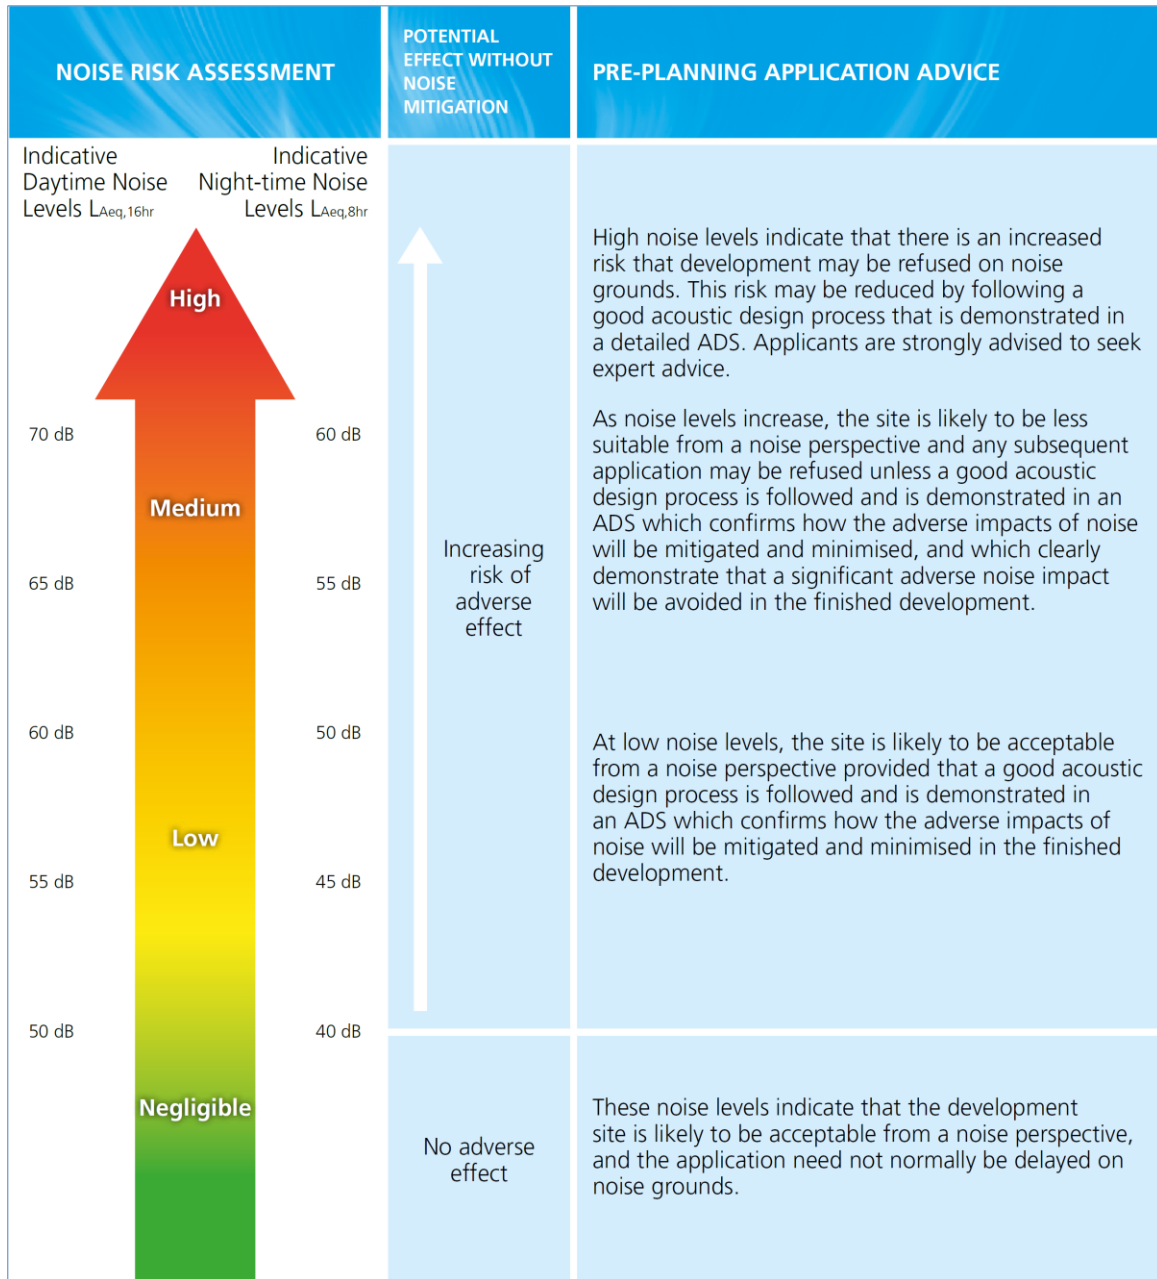 NOISE RISK ASSESSMENT
POTENTIAL
EFFECT WITHOUT
NOISE
MITIGATION
PRE-PLANNING APPLICATION ADVICE
Indicative
Daytime Noise
Levels LAeq,16hr
Indicative
Night-time Noise
Levels LAeq,8hr
High
70 dB
60 dB
Medium
65 dB
55 dB
60 dB
50 dB
Low
55 dB
45 dB
50 dB
40 dB
Negligible
Increasing
risk of
adverse
effect
No adverse
effect
High noise levels indicate that there is an increased
risk that development may be refused on noise
grounds. This risk may be reduced by following a
good acoustic design process that is demonstrated in
a detailed ADS. Applicants are strongly advised to seek
expert advice.
As noise levels increase, the site is likely to be less
suitable from a noise perspective and any subsequent
application may be refused unless a good acoustic
design process is followed and is demonstrated in an
ADS which confirms how the adverse impacts of noise
will be mitigated and minimised, and which clearly
demonstrate that a significant adverse noise impact
will be avoided in the finished development.
At low noise levels, the site is likely to be acceptable
from a noise perspective provided that a good acoustic
design process is followed and is demonstrated in
an ADS which confirms how the adverse impacts of
noise will be mitigated and minimised in the finished
development.
These noise levels indicate that the development
site is likely to be acceptable from a noise perspective,
and the application need not normally be delayed on
noise grounds.